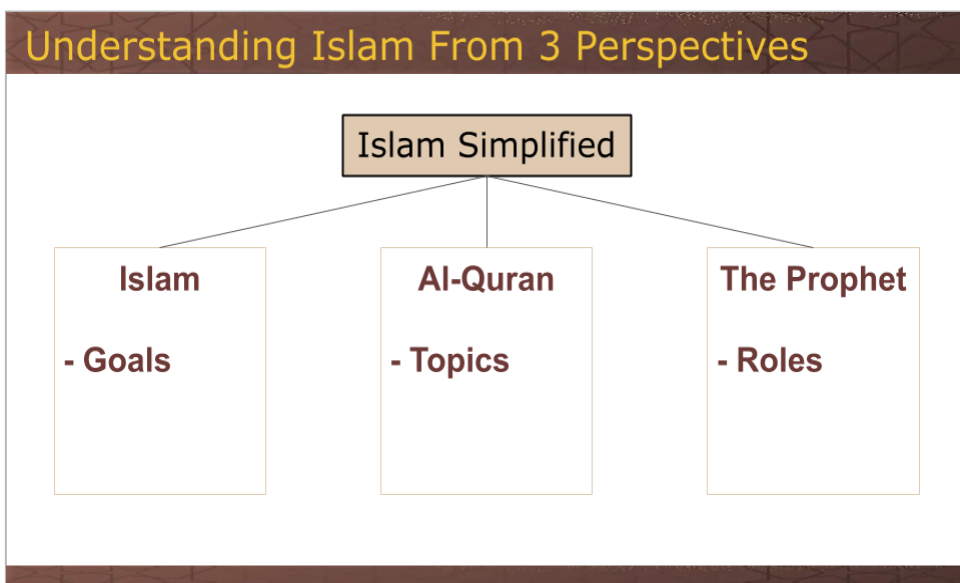 Understanding Islam From 3 Perspectives
Islam Simplified
Islam
- Goals
Al-Quran
- Topics
The Prophet
- Roles